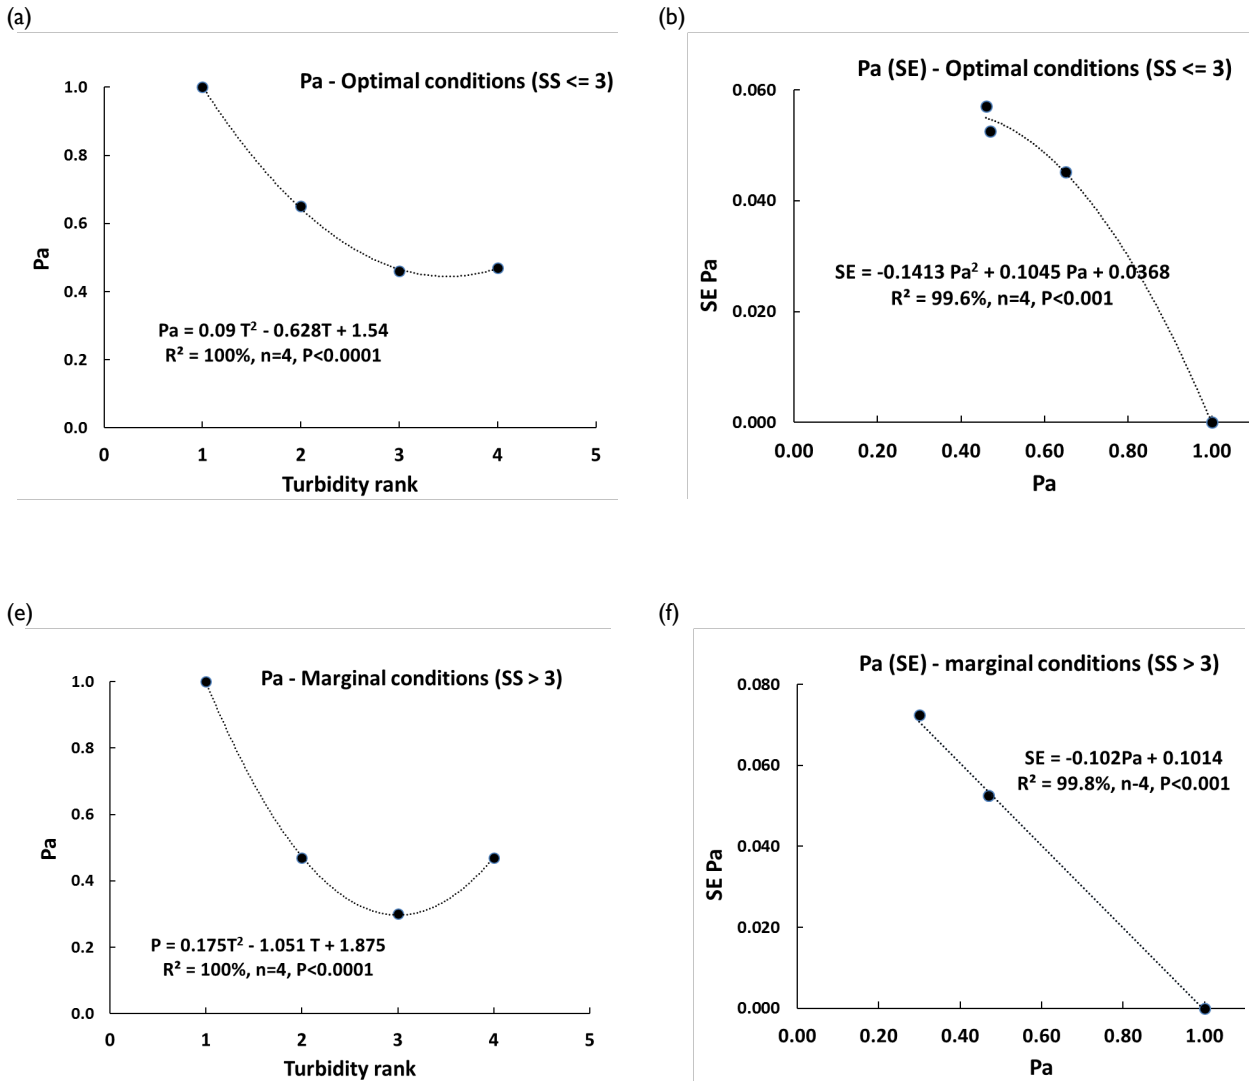 (a)
Pa - Optimal conditions (SS <= 3)
1.0
0.8
0.6
0.4
0.2
0.0
Pa
Pa = 0.09 T² - 0.628T + 1.54
R² = 100%, n=4, P<0.0001
0 1 2 3 4 5
Turbidity rank
(b)
Pa (SE) - Optimal conditions (SS <= 3)
0.060
0.040
0.020
0.000
SE Pa
SE = -0.1413 Pa² + 0.1045 Pa + 0.0368
R² = 99.6%, n=4, P<0.001
0.00 0.20 0.40 0.60 0.80 1.00
Pa
(e)
Pa - Marginal conditions (SS > 3)
1.0
0.8
0.6
0.4
0.2
0.0
Pa
P = 0.175T² - 1.051 T + 1.875
R² = 100%, n=4, P<0.0001
0 1 2 3 4 5
Turbidity rank
(f)
Pa (SE) - marginal conditions (SS > 3)
0.080
0.060
0.040
0.020
0.000
SE Pa
SE = -0.102Pa + 0.1014
R² = 99.8%, n-4, P<0.001
0.00 0.20 0.40 0.60 0.80 1.00
Pa